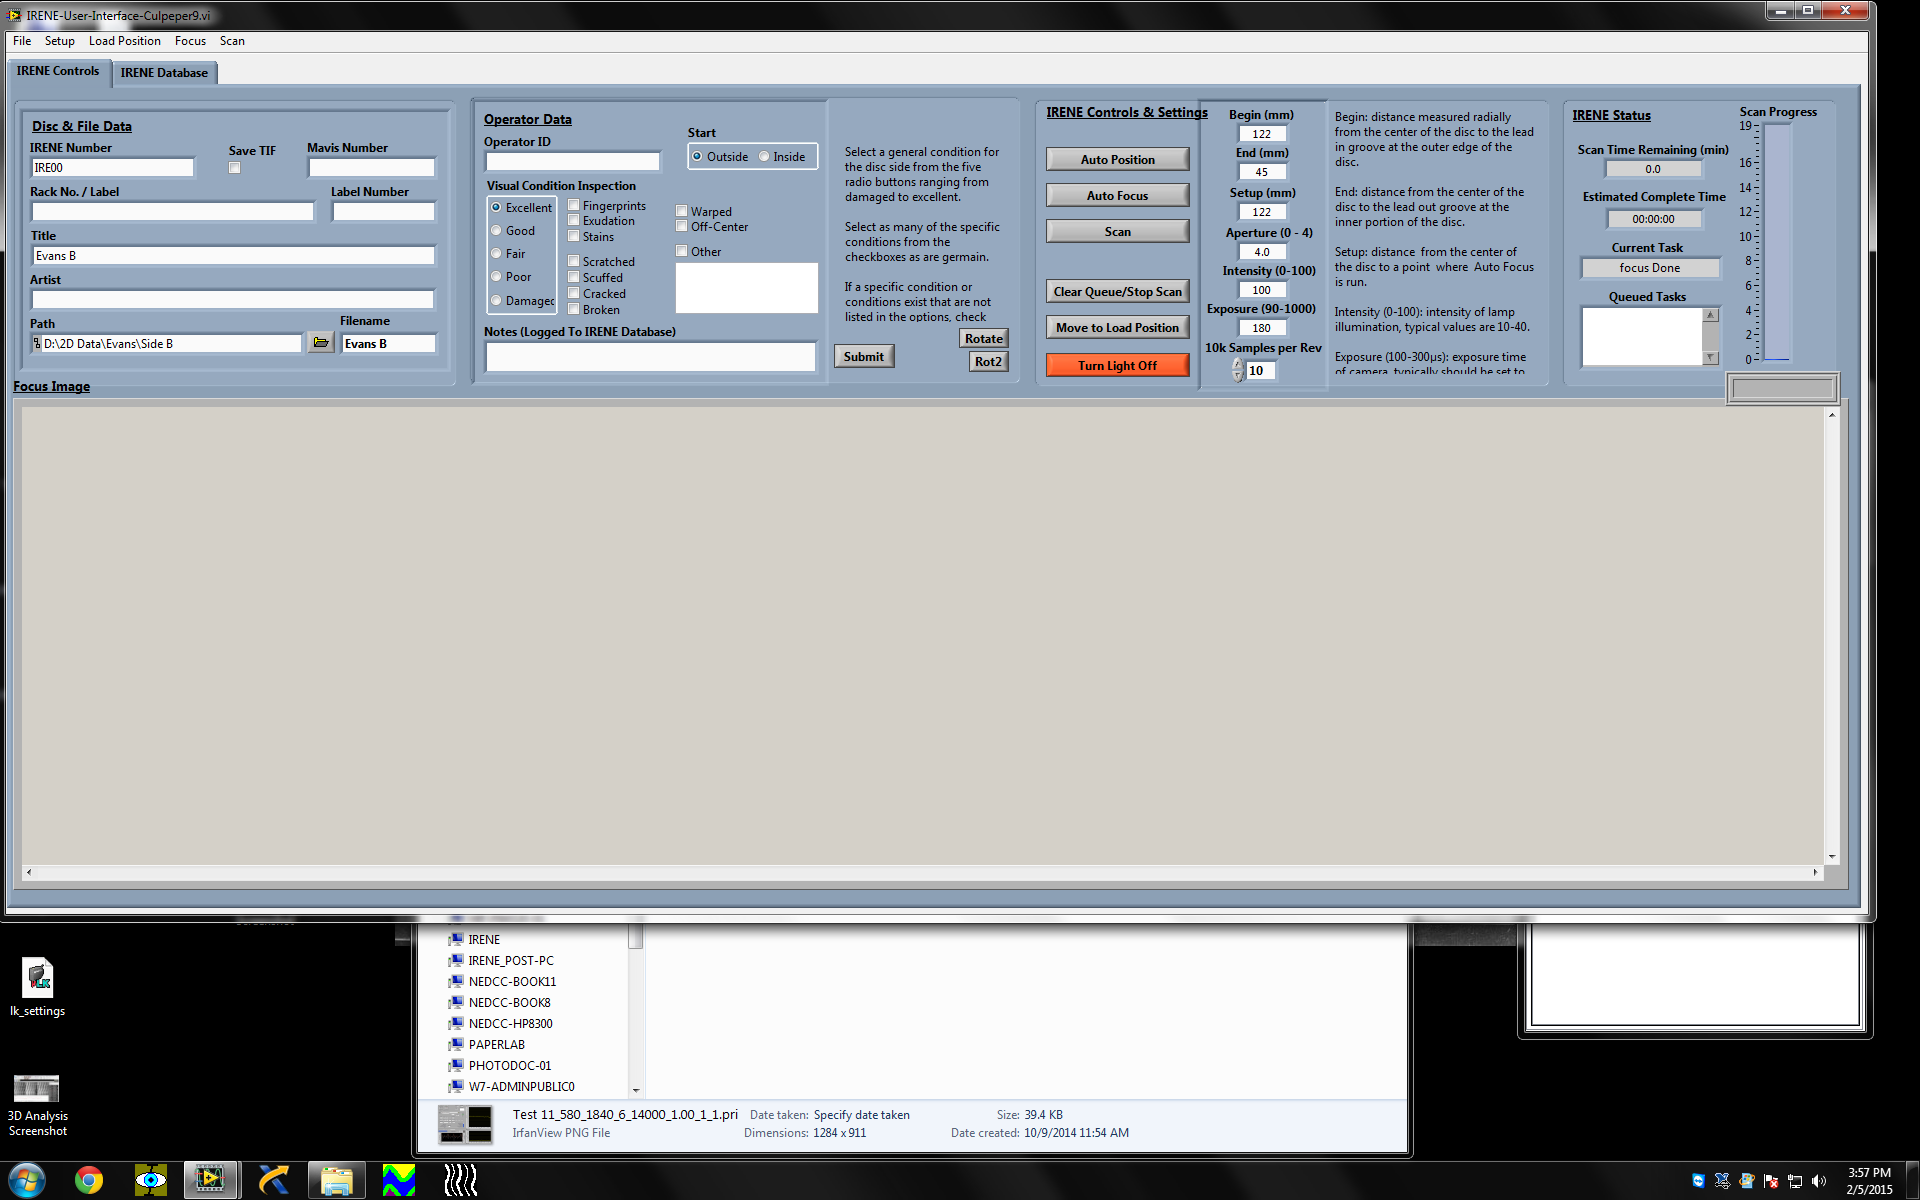 IRENE-User-Interface-Culpeper9.vi
File Setup Load Position Focus Scan
IRENE Controls IRENE Database
Disc & File Data
IRENE Number
Save TIF
Mavis Number
IRE00
Rack No. / Label
Label Number
Title
Evans B
Artist
Path
Filename
D:\2D Data\Evans\Side B
Evans B
Operator Data
Operator ID
Start
Outside Inside
Visual Condition Inspection
Excellent
Good
Fair
Poor
Damaged
Fingerprints
Exudation
Stains
Scratched
Scuffed
Cracked
Broken
Warped
Off-Center
Other
Notes (Logged To IRENE Database)
Select a general condition for
the disc side from the five
radio buttons ranging from
damaged to excellent.
Select as many of the specific
conditions from the
checkboxes as are germain.
If a specific condition or
conditions exist that are not
listed in the options, check
Rotate
Submit
Rot2
IRENE Controls & Settings
Auto Position
Auto Focus
Scan
Clear Queue/Stop Scan
Move to Load Position
Turn Light Off
Begin (mm)
122
End (mm)
45
Setup (mm)
122
Aperture (0 - 4)
4.0
Intensity (0-100)
100
Exposure (90-1000)
180
10k Samples per Rev
10
Begin: distance measured radially
from the center of the disc to the lead
in groove at the outer edge of the
disc.
End: distance from the center of the
disc to the lead out groove at the
inner portion of the disc.
Setup: distance from the center of
the disc to a point where Auto Focus
is run.
Intensity (0-100): intensity of lamp
illumination, typical values are 10-40.
Exposure (100-300µs): exposure time
of camera, typically should be set to
IRENE Status
Scan Time Remaining (min)
0.0
Estimated Complete Time
00:00:00
Current Task
focus Done
Queued Tasks
Scan Progress
19
16
14
12
10
8
6
4
2
0
Focus Image
IRENE
IRENE_POST-PC
NEDCC-BOOK11
NEDCC-BOOK8
NEDCC-HP8300
PAPERLAB
PHOTODOC-01
W7-ADMINPUBLIC0
lk_settings
3D Analysis
Screenshot
Test 11_580_1840_6_14000_1.00_1_1.pri Date taken: Specify date taken Size: 39.4 KB
IrfanView PNG File Dimensions: 1284 x 911 Date created: 10/9/2014 11:54 AM
3:57 PM
2/5/2015